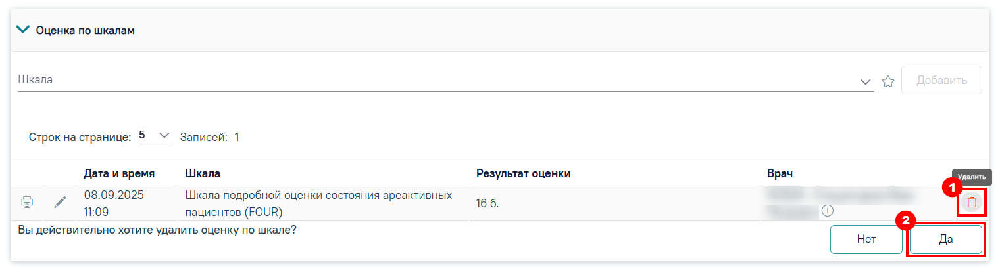 Оценка по шкалам
Шкала
Добавить
Строк на странице: 5 Записей: 1
Дата и время Шкала Результат оценки Врач
Удалить
1
08.09.2025 Шкала подробной оценки состояния ареактивных
11:09 пациентов (FOUR) 16 б.
2
Вы действительно хотите удалить оценку по шкале? Нет Да